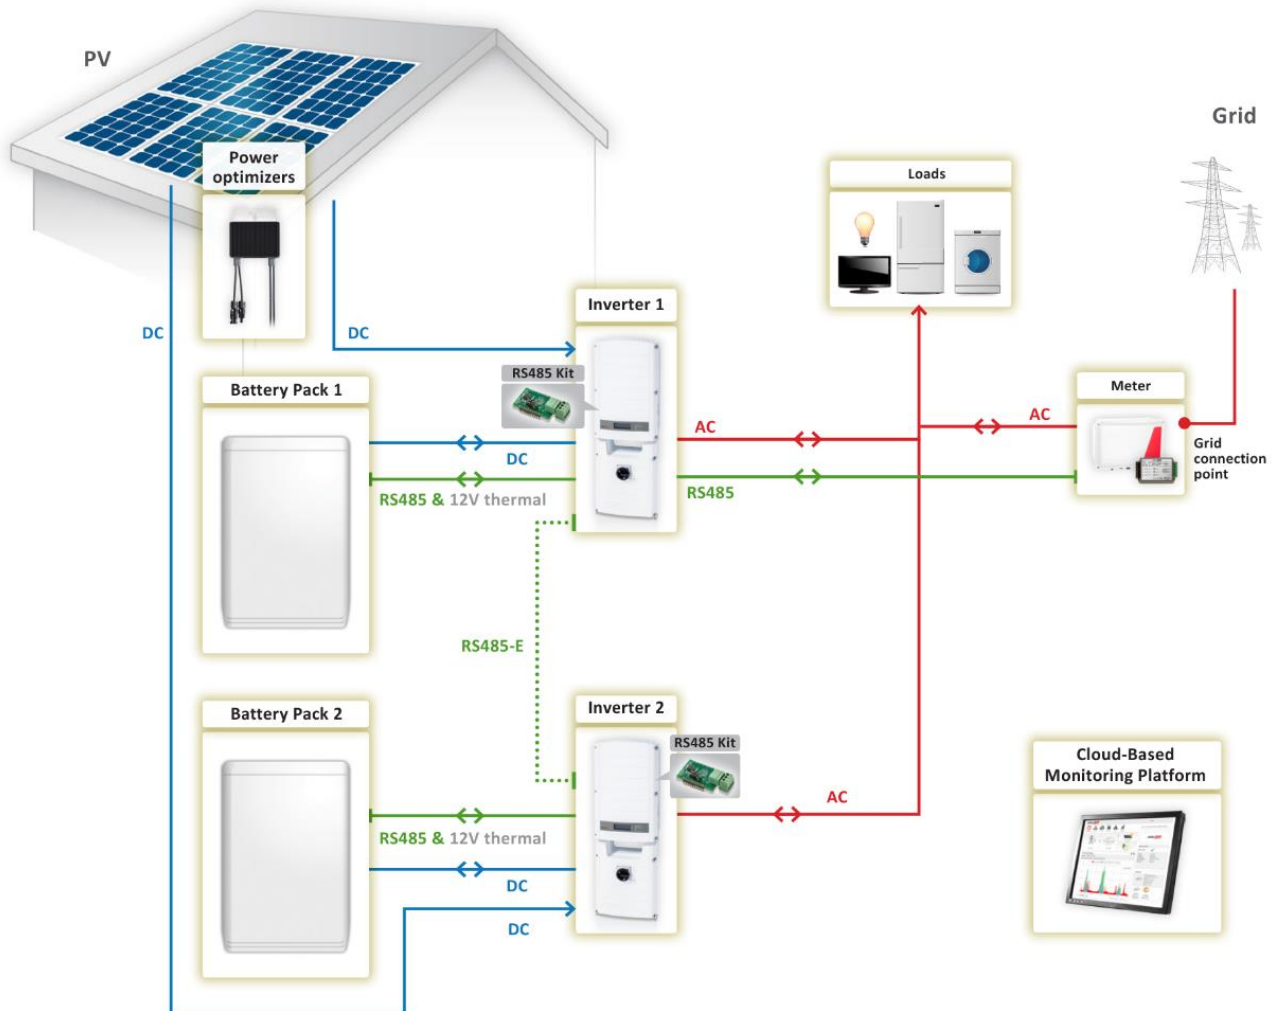 PV
Grid
Power
optimizers
Loads
Inverter 1
DC
DC
RS485 Kit
Battery Pack 1
Meter
AC
AC
DC
Grid
connection
point
RS485 & 12V thermal
RS485
RS485-E
Battery Pack 2
Inverter 2
RS485 Kit
Cloud-Based
Monitoring Platform
AC
RS485 & 12V thermal
DC
DC